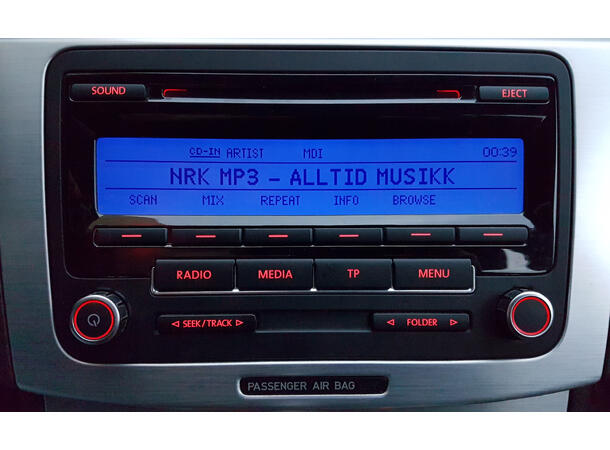 SOUND EJECT
CD-IN ARTIST MDI 00:39
NRK MP3 - ALLTID MUSIKK
SCAN MIX REPEAT INFO BROWSE
RADIO MEDIA TP MENU
SEEK/TRACK FOLDER
PASSENGER AIR BAG